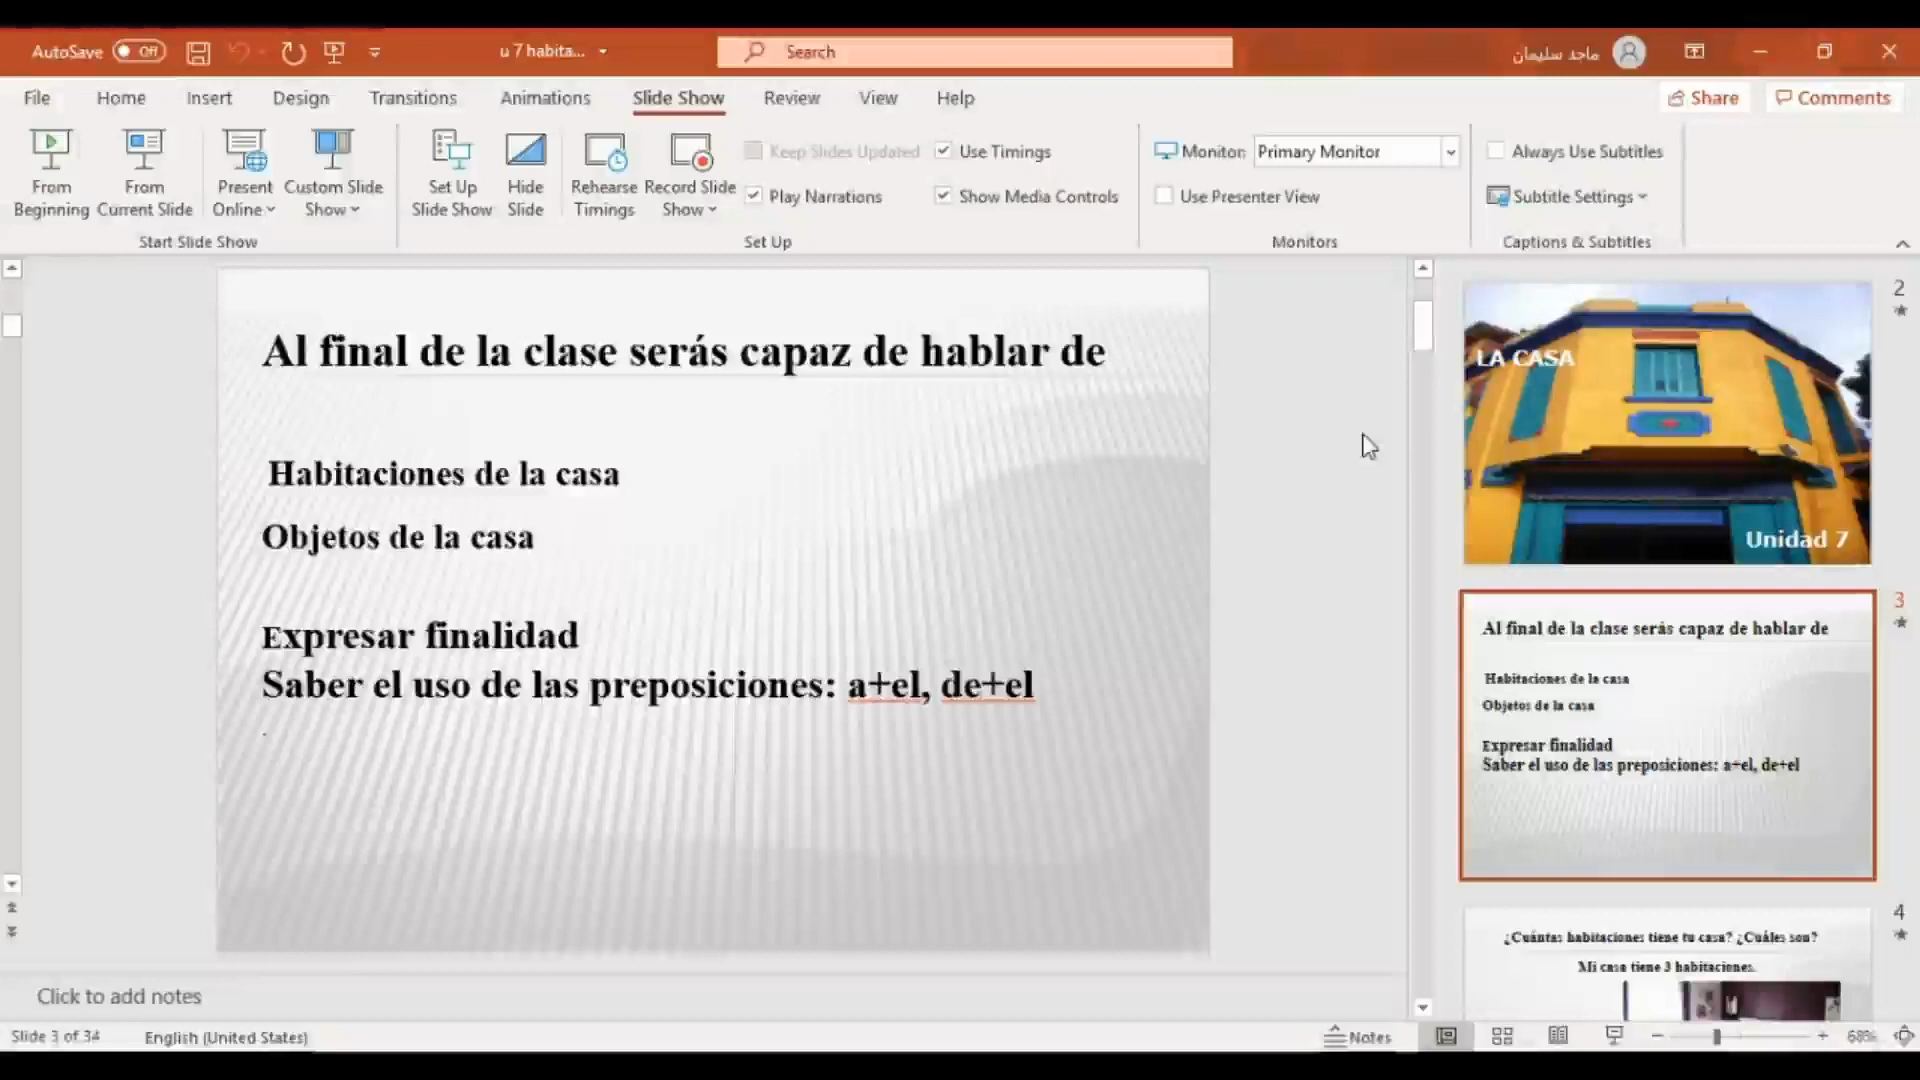 AutoSave Off u 7 habita... Search ماجد سليمان
File Home Insert Design Transitions Animations Slide Show Review View Help Share Comments
From Beginning
From Current Slide
Present Online
Custom Slide Show
Set Up Slide Show
Hide Slide
Rehearse Timings
Record Slide Show
Keep Slides Updated
Play Narrations
Use Timings
Show Media Controls
Monitor: Primary Monitor
Use Presenter View
Always Use Subtitles
Subtitle Settings
Start Slide Show Set Up Monitors Captions & Subtitles
Al final de la clase serás capaz de hablar de
Habitaciones de la casa
Objetos de la casa
Expresar finalidad
Saber el uso de las preposiciones: a+el, de+el
.
2
LA CASA
Unidad 7
3
Al final de la clase serás capaz de hablar de
Habitaciones de la casa
Objetos de la casa
Expresar finalidad
Saber el uso de las preposiciones: a+el, de+el
4
¿Cuántas habitaciones tiene tu casa? ¿Cuáles son?
Mi casa tiene 3 habitaciones.
Click to add notes
Slide 3 of 34 English (United States) Notes 68%